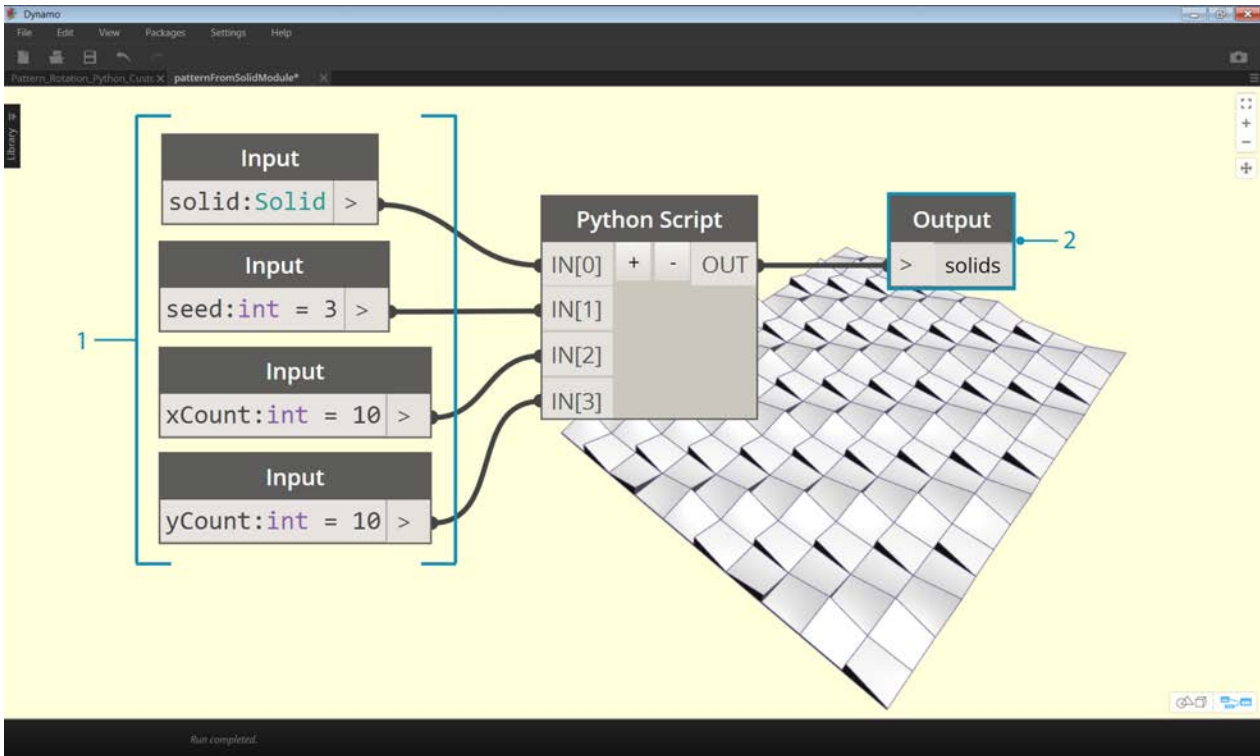 Dynamo
File Edit View Packages Settings Help
Pattern_Rotation_Python_Custo patternFromSolidModule*
Library
Input
solid:Solid >
Input
seed:int = 3 >
Input
xCount:int = 10 >
Input
yCount:int = 10 >
1
Python Script
IN[0] + - OUT
IN[1]
IN[2]
IN[3]
Output
> solids
2
Run completed.